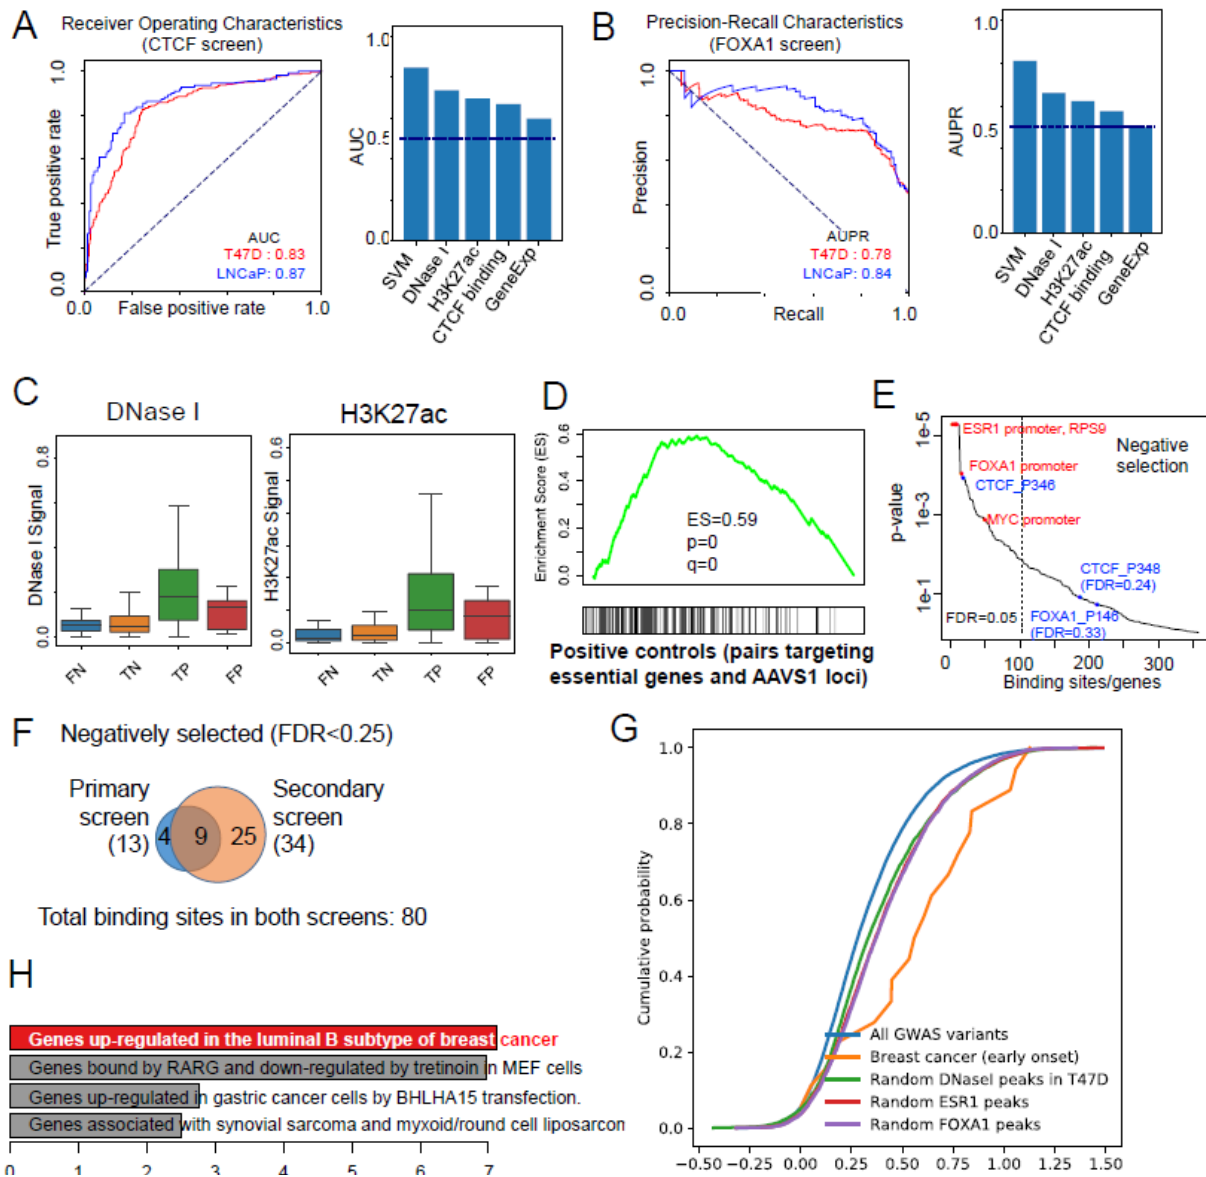 A
Receiver Operating Characteristics
(CTCF screen)
True positive rate
1.0
0.0
0.0
False positive rate
1.0
AUC
T47D : 0.83
LNCaP: 0.87
AUC
1.0
0.5
0.0
SVM
DNase I
H3K27ac
CTCF binding
GeneExp
B
Precision-Recall Characteristics
(FOXA1 screen)
Precision
1.0
0.0
0.0
Recall
1.0
AUPR
T47D : 0.78
LNCaP: 0.84
AUPR
1.0
0.5
0.0
SVM
DNase I
H3K27ac
CTCF binding
GeneExp
C
DNase I
DNase I Signal
0.8
0.0
FN
TN
TP
FP
H3K27ac
H3K27ac Signal
0.6
0.0
FN
TN
TP
FP
D
Enrichment Score (ES)
0.6
0.4
0.2
0.0
ES=0.59
p=0
q=0
Positive controls (pairs targeting
essential genes and AAVS1 loci)
E
p-value
1e-5
1e-3
1e-1
ESR1 promoter, RPS9
Negative
selection
FOXA1 promoter
CTCF_P346
MYC promoter
CTCF_P348
(FDR=0.24)
FDR=0.05
FOXA1_P146
(FDR=0.33)
0
100
200
300
Binding sites/genes
F
Negatively selected (FDR<0.25)
Primary
screen
(13)
4
9
25
Secondary
screen
(34)
Total binding sites in both screens: 80
G
Cumulative probability
1.0
0.8
0.6
0.4
0.2
0.0
All GWAS variants
Breast cancer (early onset)
Random DNaseI peaks in T47D
Random ESR1 peaks
Random FOXA1 peaks
−0.50
−0.25
0.00
0.25
0.50
0.75
1.00
1.25
1.50
H
Genes up-regulated in the luminal B subtype of breast cancer
Genes bound by RARG and down-regulated by tretinoin in MEF cells
Genes up-regulated in gastric cancer cells by BHLHA15 transfection.
Genes associated with synovial sarcoma and myxoid/round cell liposarcon
0
1
2
3
4
5
6
7